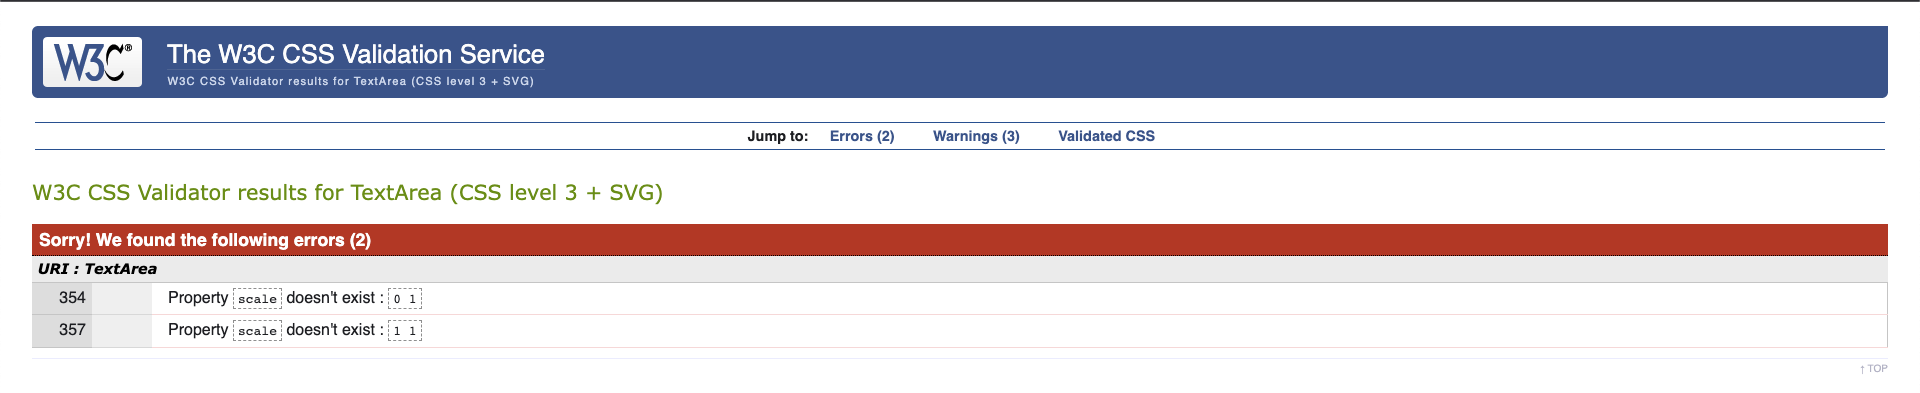 W3C®
The W3C CSS Validation Service
W3C CSS Validator results for TextArea (CSS level 3 + SVG)
Jump to: Errors (2) Warnings (3) Validated CSS
W3C CSS Validator results for TextArea (CSS level 3 + SVG)
Sorry! We found the following errors (2)
URI : TextArea
354 Property scale doesn't exist : 0 1
357 Property scale doesn't exist : 1 1
↑ TOP